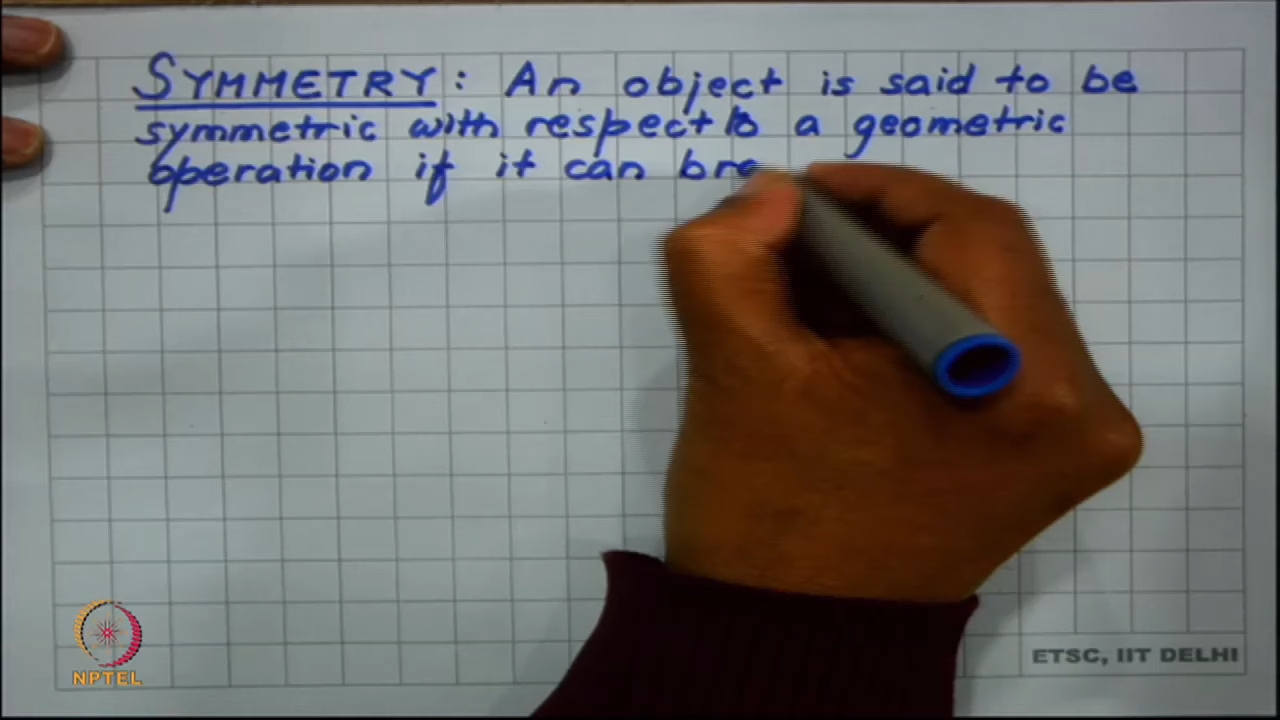 SYMMETRY: An object is said to be
symmetric with respect to a geometric
operation if it can bre
NPTEL
ETSC, IIT DELHI